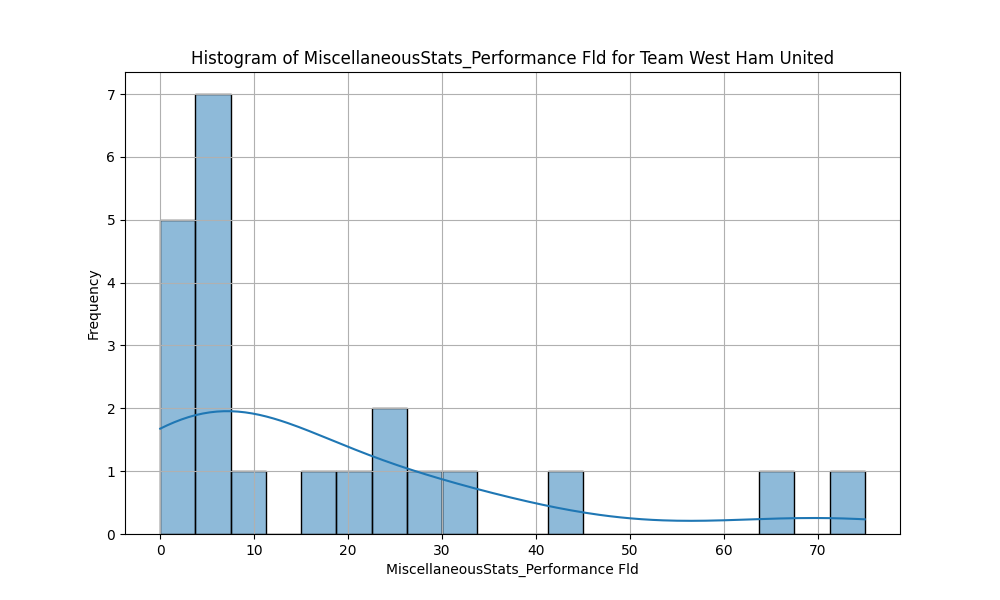 Histogram of MiscellaneousStats_Performance Fld for Team West Ham United
7
6
5
4
3
2
1
0
Frequency
0 10 20 30 40 50 60 70
MiscellaneousStats_Performance Fld